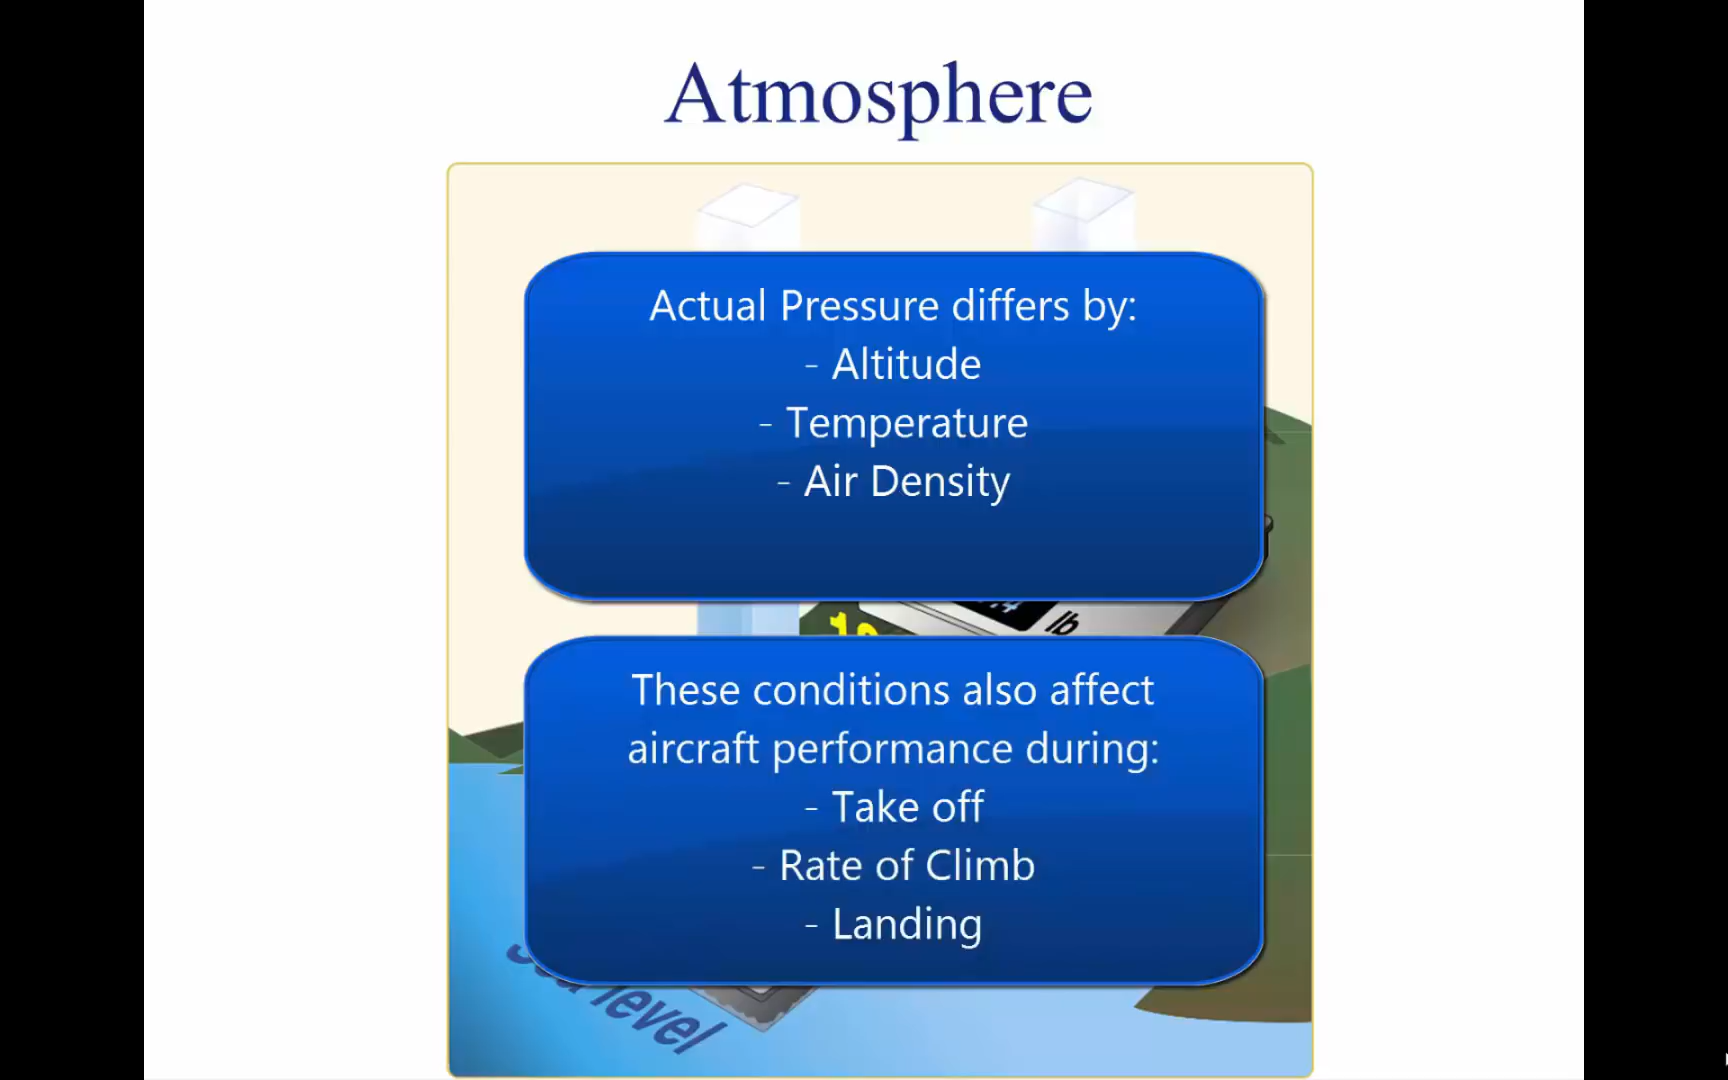 Atmosphere
Actual Pressure differs by:
- Altitude
- Temperature
- Air Density
lb
These conditions also affect
aircraft performance during:
- Take off
- Rate of Climb
- Landing
level